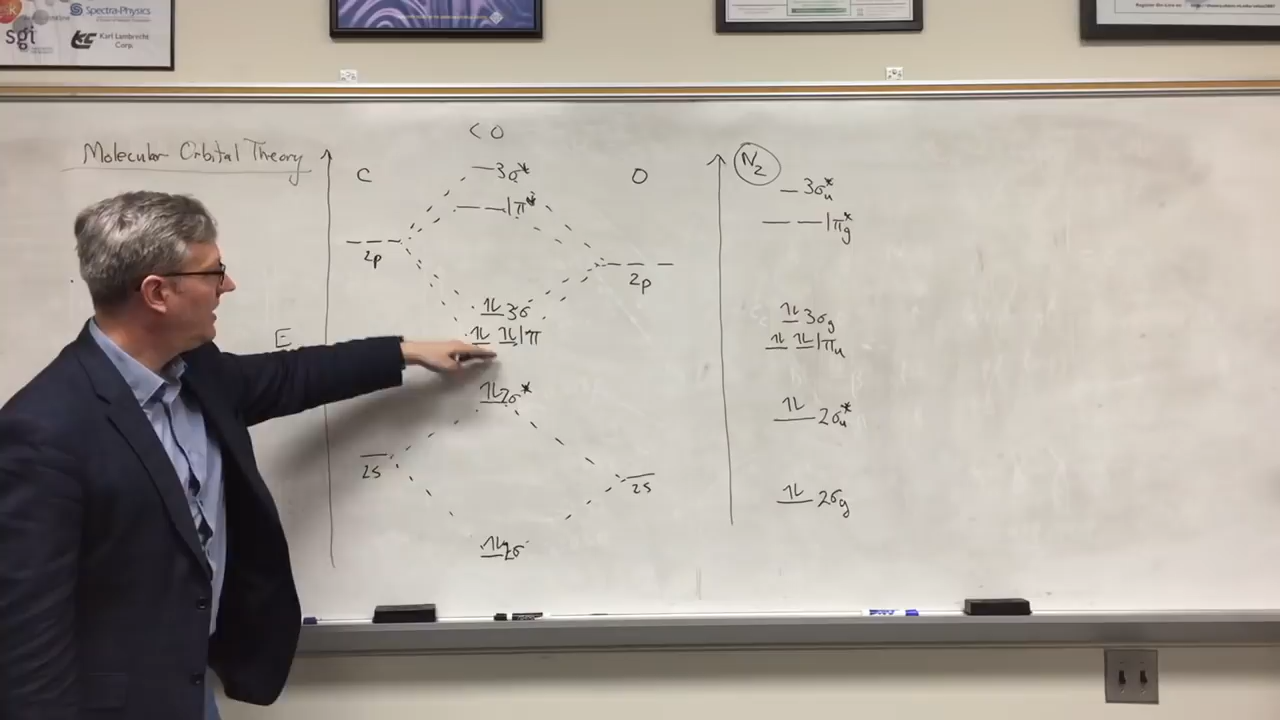 Spectra-Physics
sgi
Karl Lambrecht
Corp.
Molecular Orbital Theory
CO
C
O
3σ*
1π*
2p
2p
3σ
1π
E
2σ*
2s
2s
2σ
N2
3σu*
1πg*
3σg
1πu
2σu*
2σg